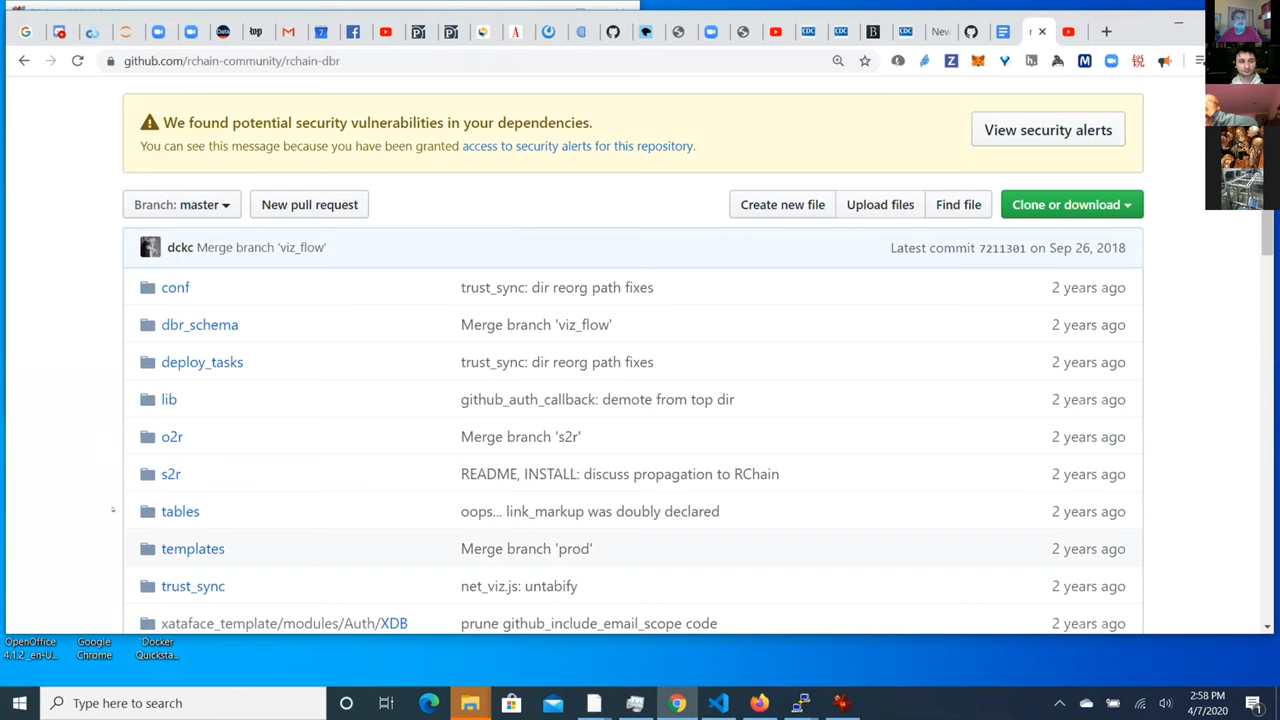 New
r
github.com/rchain-community/rchain-dbr
We found potential security vulnerabilities in your dependencies.
You can see this message because you have been granted access to security alerts for this repository.
View security alerts
Branch: master
New pull request
Create new file
Upload files
Find file
Clone or download
dckc Merge branch 'viz_flow'
Latest commit 7211301 on Sep 26, 2018
conf
trust_sync: dir reorg path fixes
2 years ago
dbr_schema
Merge branch 'viz_flow'
2 years ago
deploy_tasks
trust_sync: dir reorg path fixes
2 years ago
lib
github_auth_callback: demote from top dir
2 years ago
o2r
Merge branch 's2r'
2 years ago
s2r
README, INSTALL: discuss propagation to RChain
2 years ago
tables
oops... link_markup was doubly declared
2 years ago
templates
Merge branch 'prod'
2 years ago
trust_sync
net_viz.js: untabify
2 years ago
xataface_template/modules/Auth/XDB
prune github_include_email_scope code
2 years ago
OpenOffice
4.1.2 _en-U...
Google
Chrome
Docker
Quicksta...
Type here to search
2:58 PM
4/7/2020